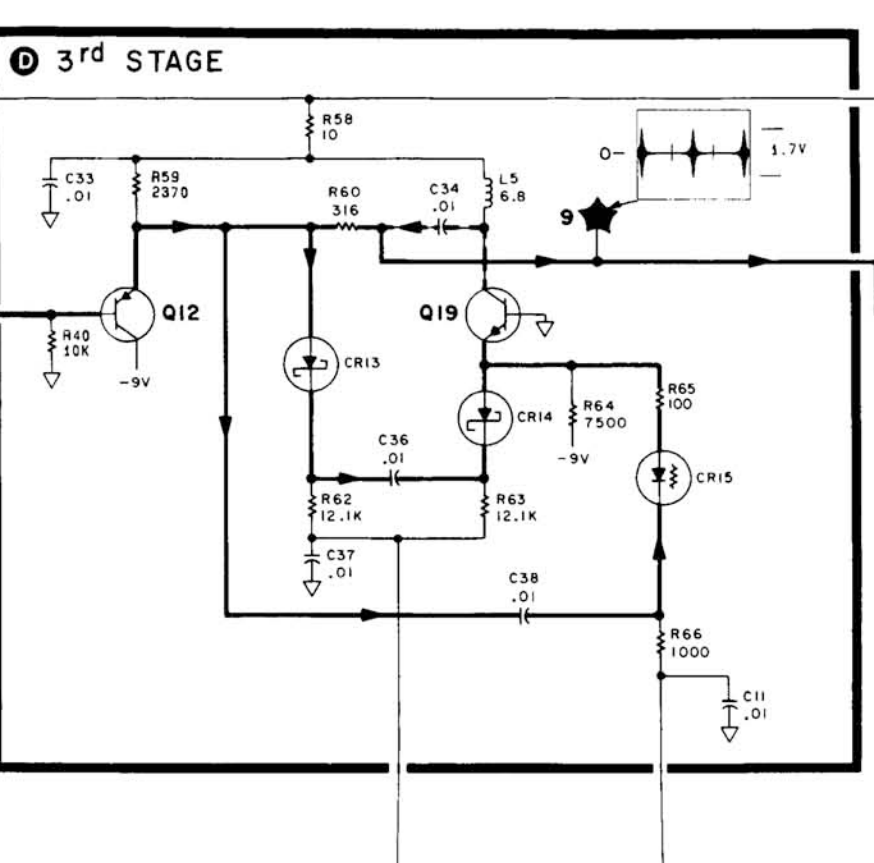 D 3rd STAGE
R58
10
0-
1.7V
C33
.01
R59
2370
R60
316
C34
.01
L5
6.8
9
R40
10K
Q12
-9V
Q19
CR13
CR14
R64
7500
-9V
R65
100
C36
.01
CR15
R62
12.1K
R63
12.1K
C37
.01
C38
.01
R66
1000
C11
.01